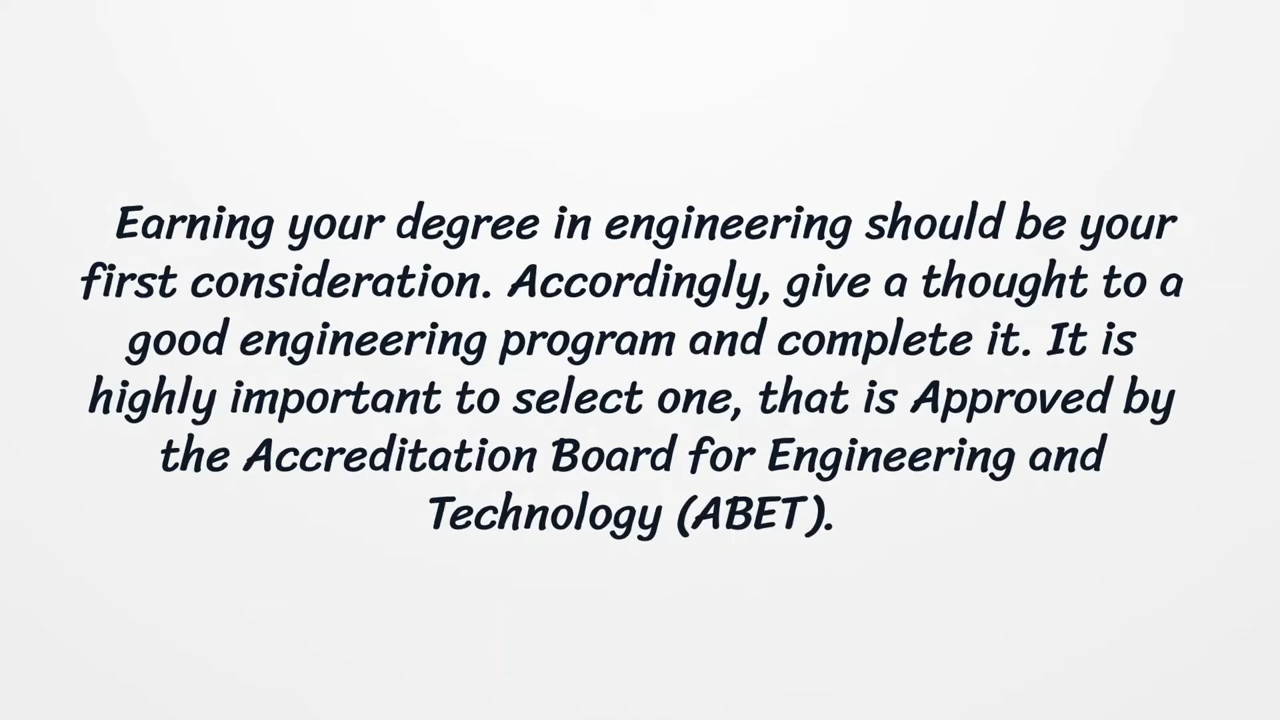 Earning your degree in engineering should be your
first consideration. Accordingly, give a thought to a
good engineering program and complete it. It is
highly important to select one, that is Approved by
the Accreditation Board for Engineering and
Technology (ABET).